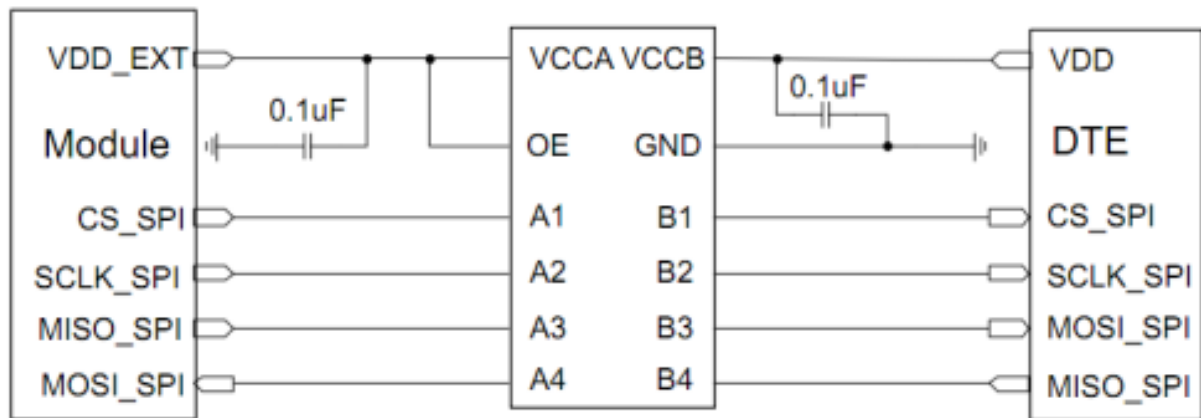 VDD_EXT VCCA VCCB VDD
0.1uF 0.1uF
Module OE GND DTE
CS_SPI A1 B1 CS_SPI
SCLK_SPI A2 B2 SCLK_SPI
MISO_SPI A3 B3 MOSI_SPI
MOSI_SPI A4 B4 MISO_SPI